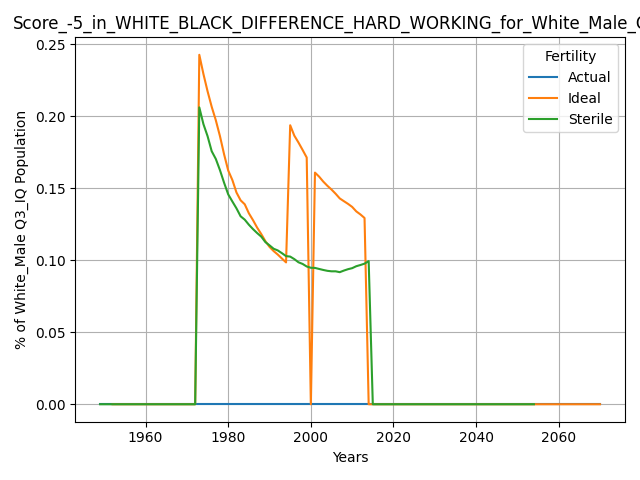 Score_-5_in_WHITE_BLACK_DIFFERENCE_HARD_WORKING_for_White_Male_
% of White_Male Q3_IQ Population
0.25
0.20
0.15
0.10
0.05
0.00
Fertility
Actual
Ideal
Sterile
1960 1980 2000 2020 2040 2060
Years